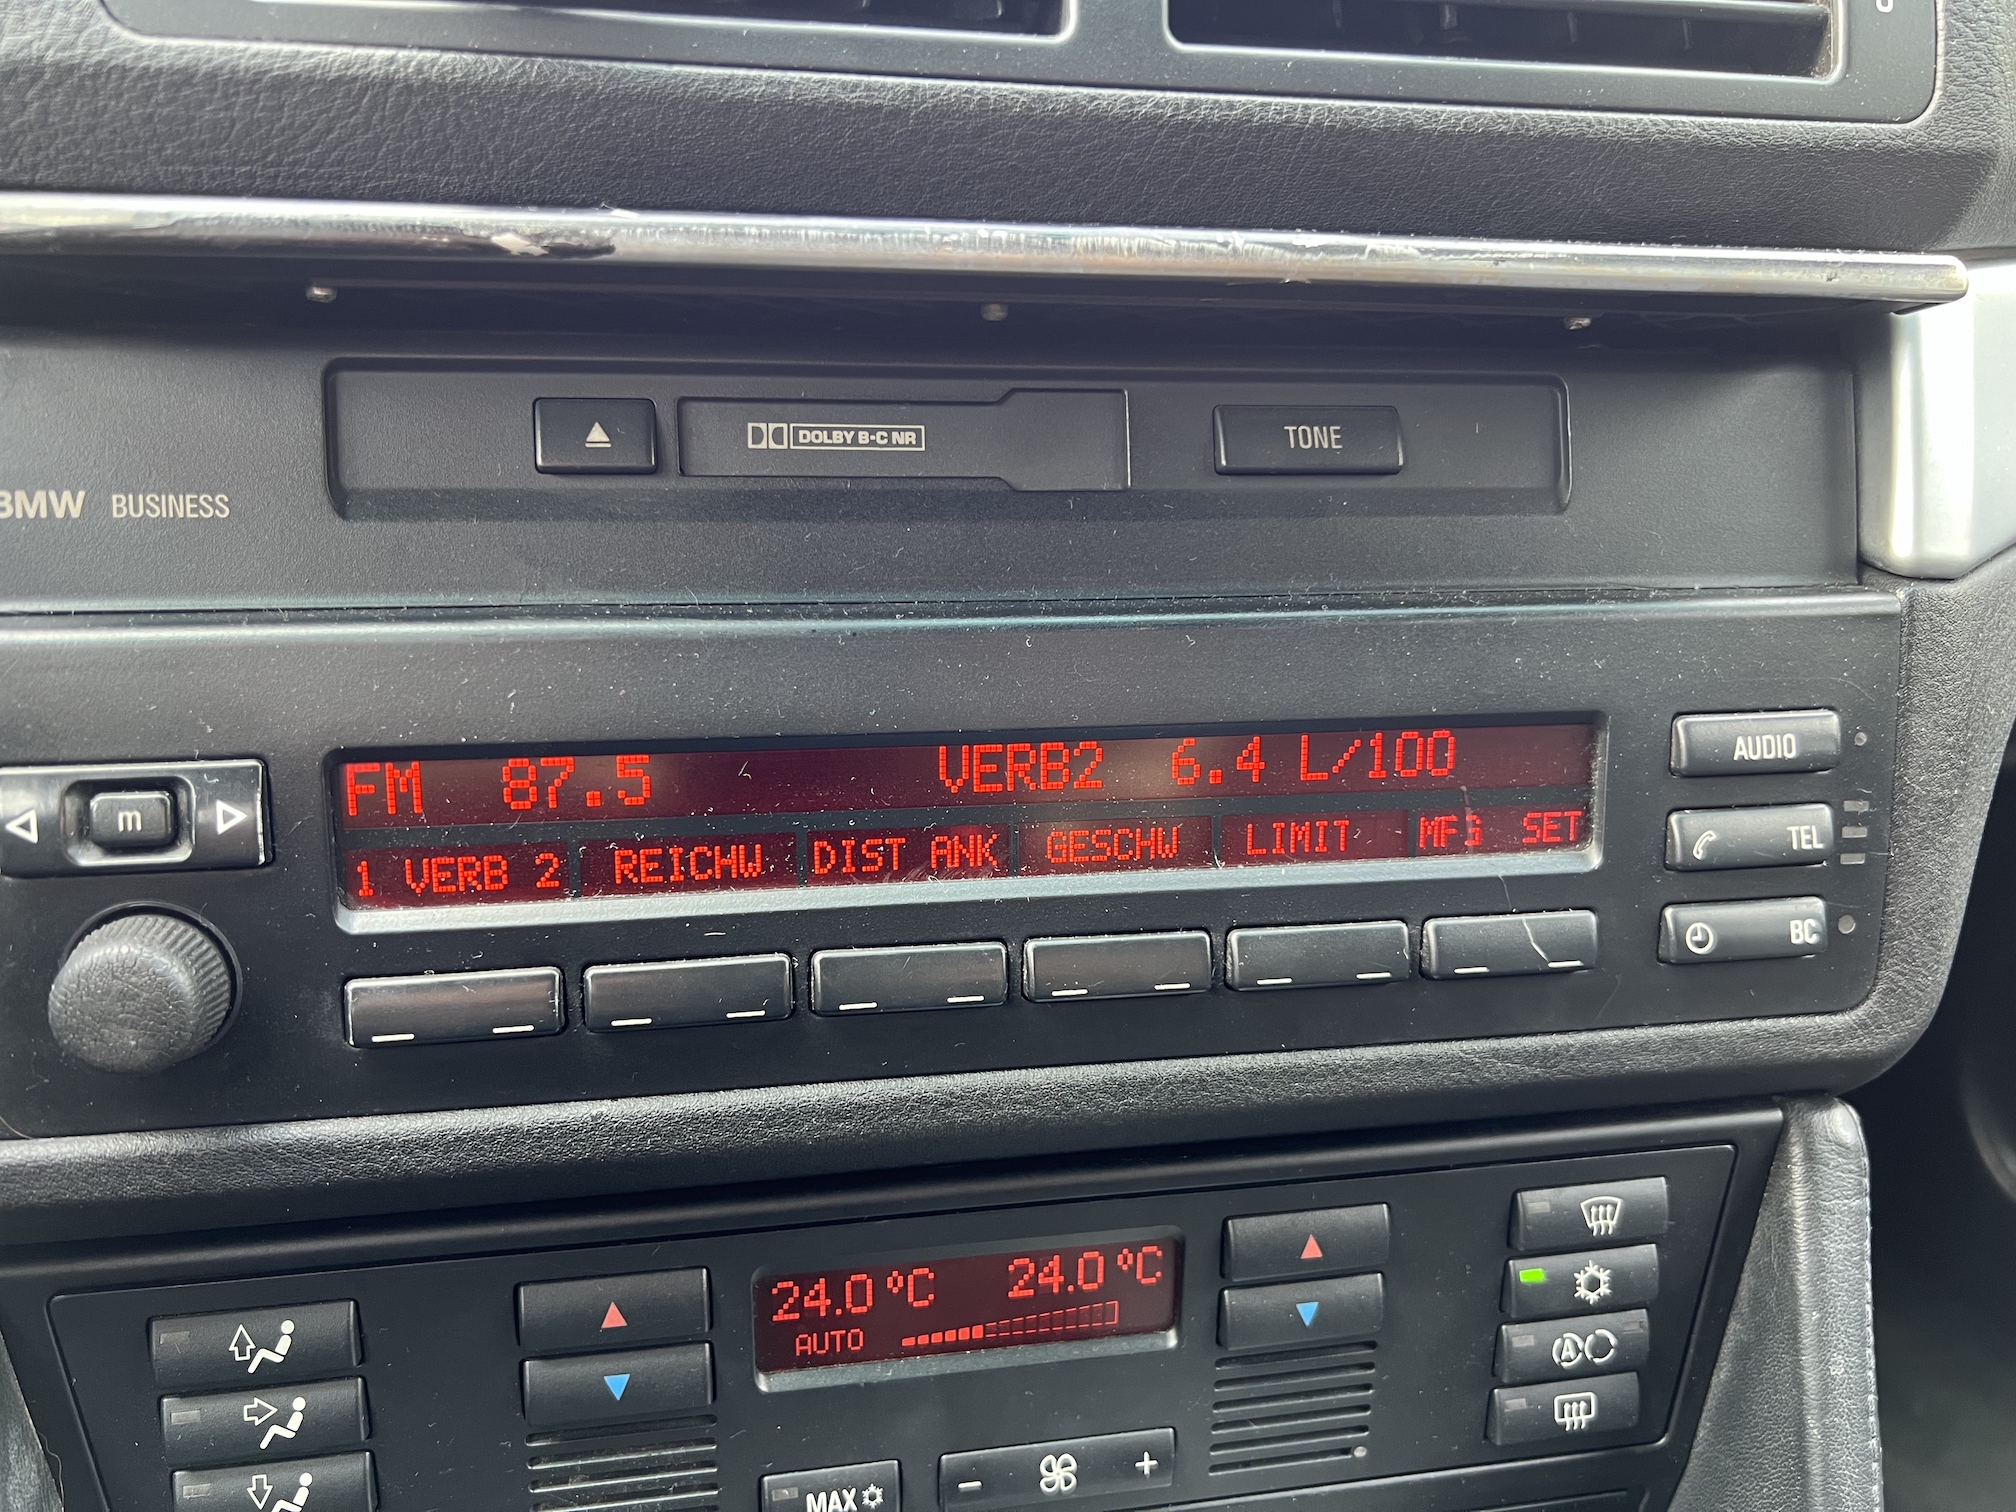 DOLBY B-C NR
TONE
BMW BUSINESS
FM 87.5 VERB2 6.4 L/100
AUDIO
1 VERB 2 REICHW DIST ANK GESCHW LIMIT MFG SET
m
TEL
BC
24.0 °C 24.0 °C
AUTO
A
MAX
- +